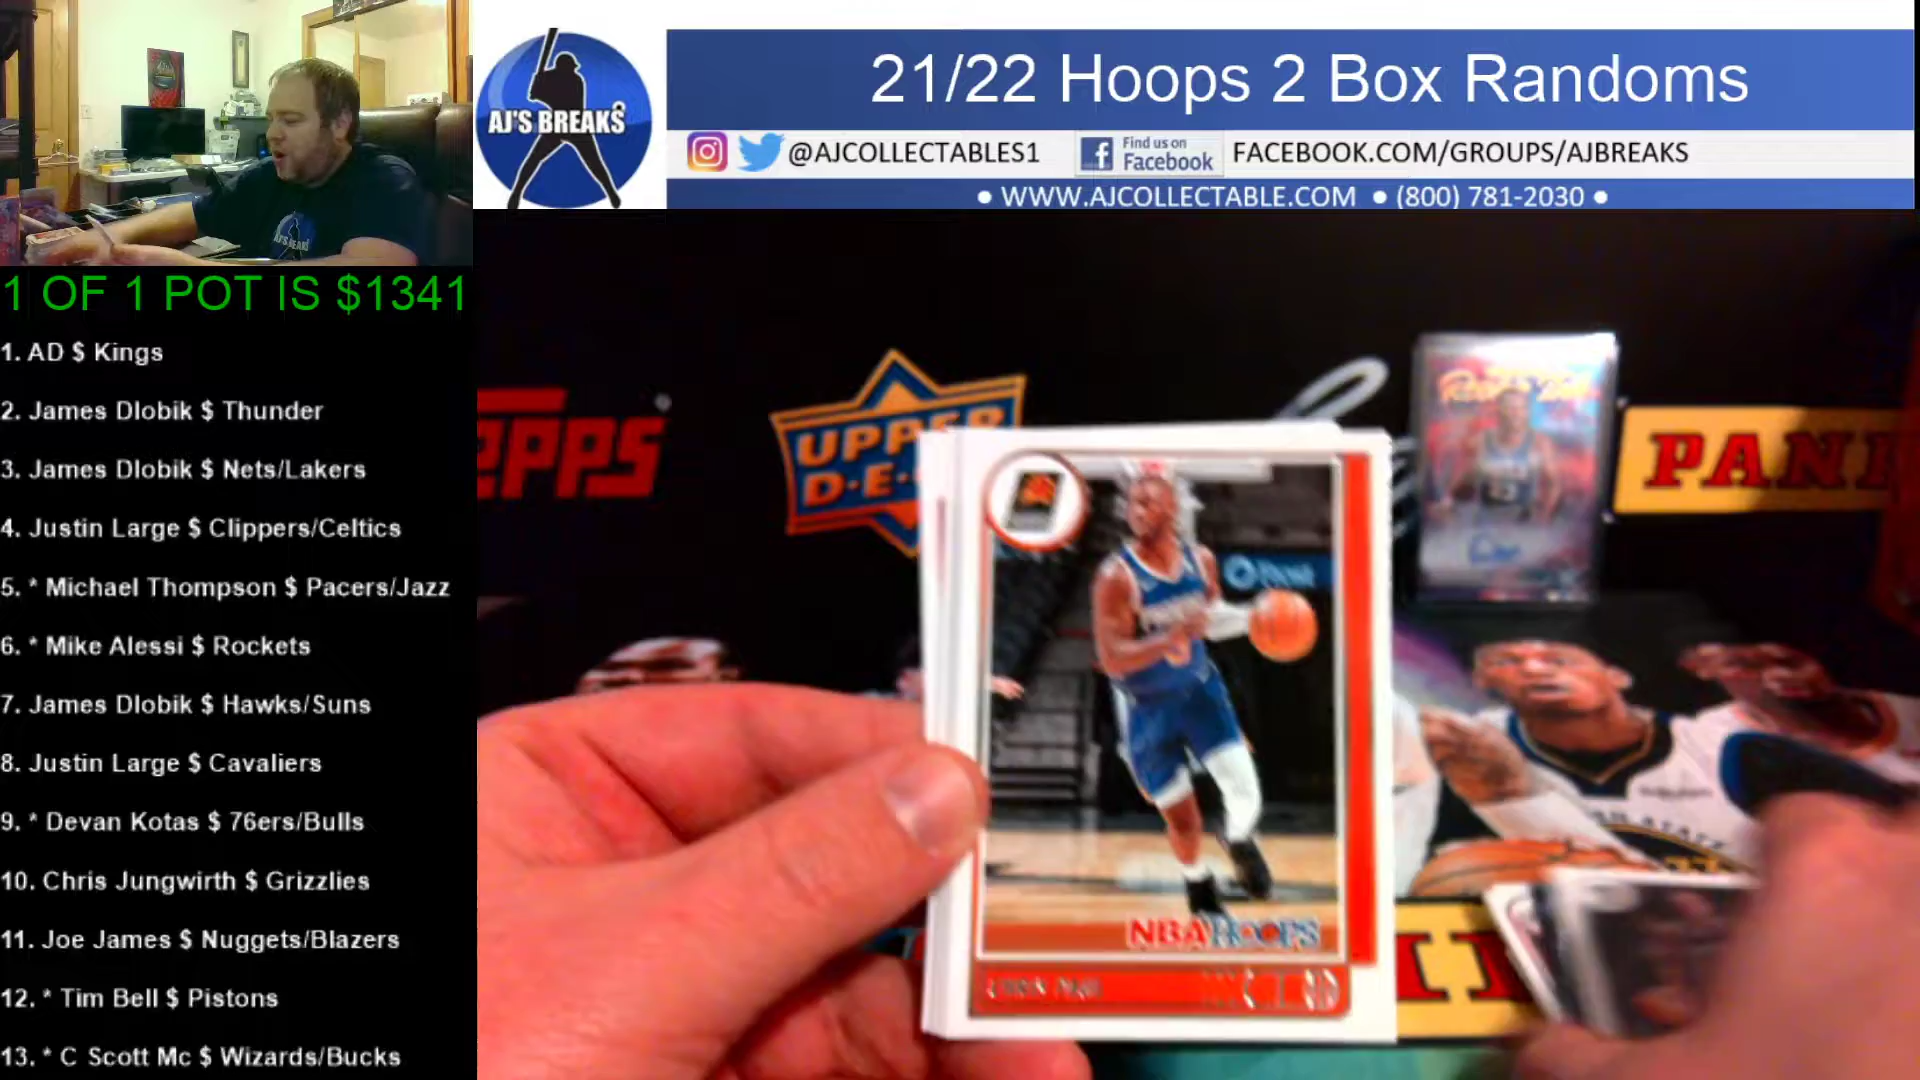 21/22 Hoops 2 Box Randoms
AJ'S BREAKS
@AJCOLLECTABLES1
Find us on
Facebook
FACEBOOK.COM/GROUPS/AJBREAKS
• WWW.AJCOLLECTABLE.COM • (800) 781-2030 •
1 OF 1 POT IS $1341
1. AD $ Kings
2. James Dlobik $ Thunder
3. James Dlobik $ Nets/Lakers
4. Justin Large $ Clippers/Celtics
5. * Michael Thompson $ Pacers/Jazz
6. * Mike Alessi $ Rockets
7. James Dlobik $ Hawks/Suns
8. Justin Large $ Cavaliers
9. * Devan Kotas $ 76ers/Bulls
10. Chris Jungwirth $ Grizzlies
11. Joe James $ Nuggets/Blazers
12. * Tim Bell $ Pistons
13. * C Scott Mc $ Wizards/Bucks
UPPER
D·E·
PANI
NBA HOOPS